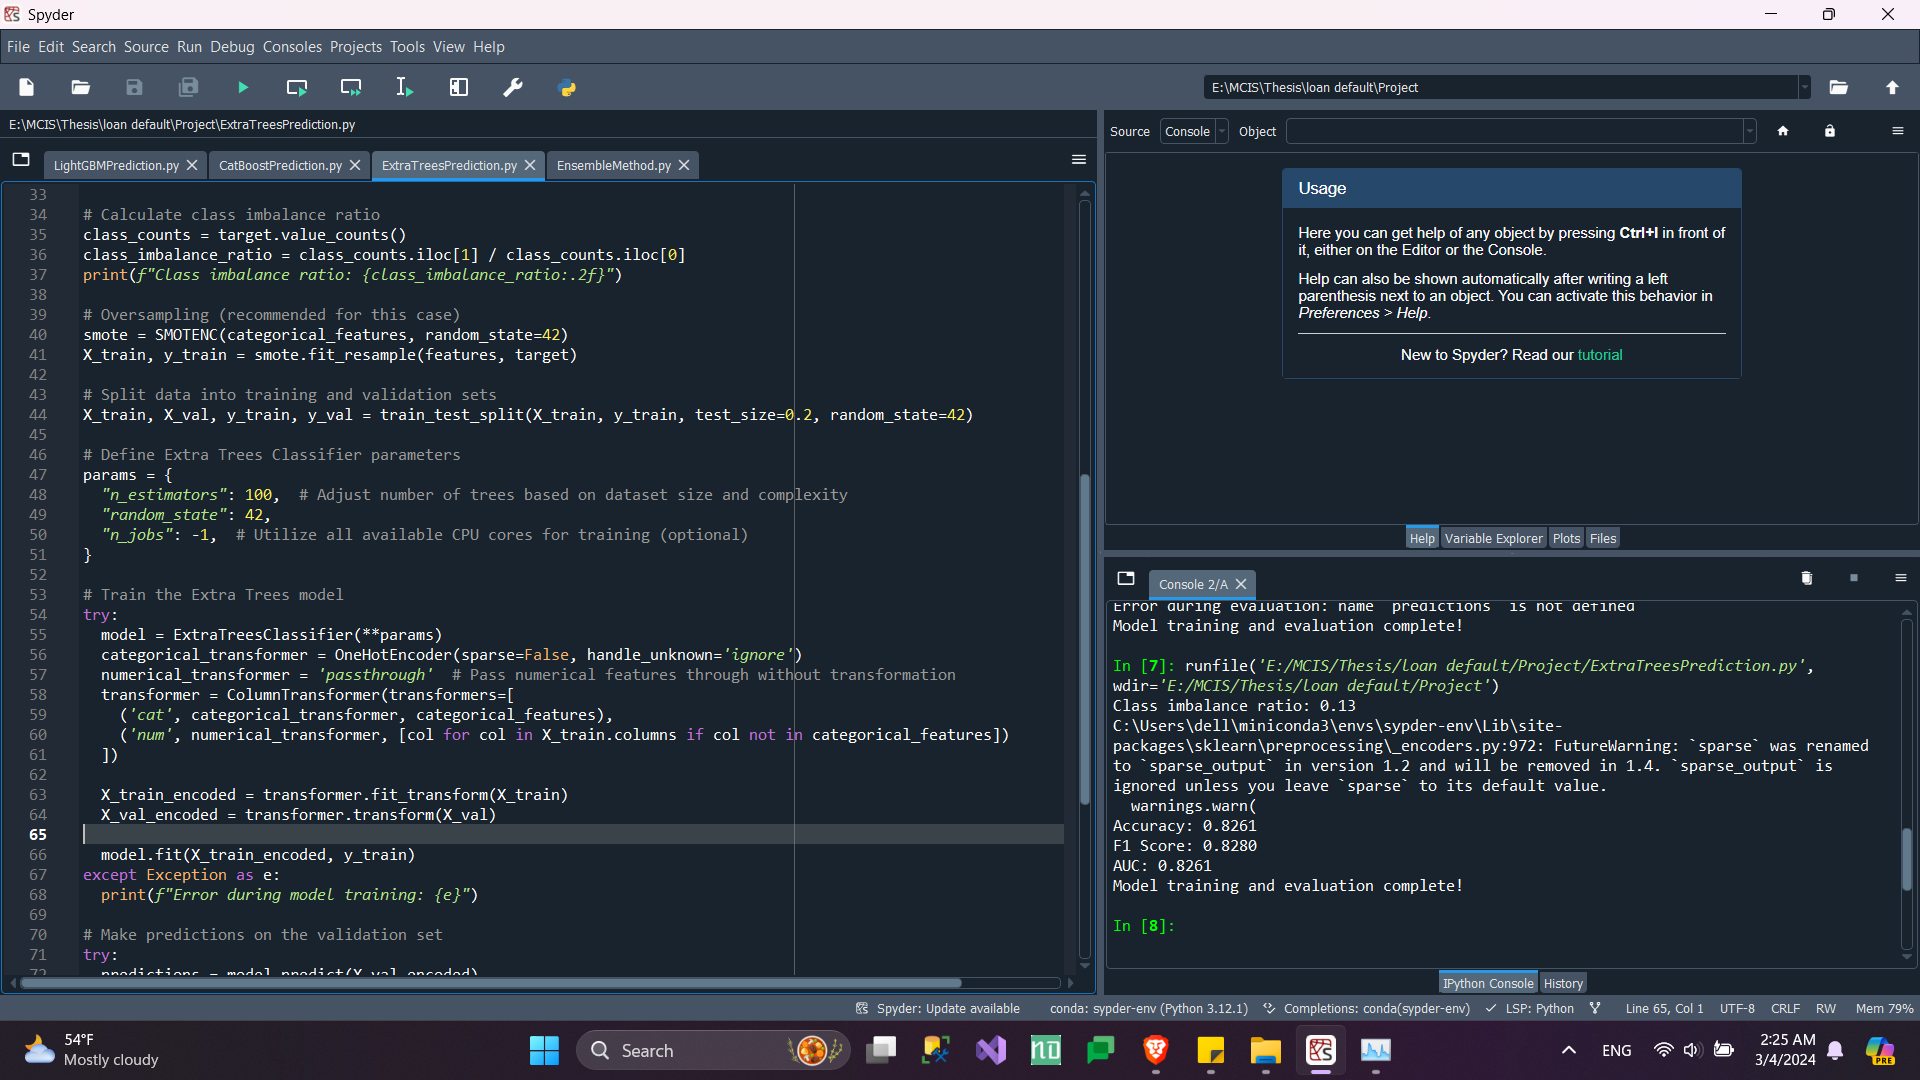 Spyder
File Edit Search Source Run Debug Consoles Projects Tools View Help
E:\MCIS\Thesis\loan default\Project
E:\MCIS\Thesis\loan default\Project\ExtraTreesPrediction.py
LightGBMPrediction.py CatBoostPrediction.py ExtraTreesPrediction.py EnsembleMethod.py
33
34 # Calculate class imbalance ratio
35 class_counts = target.value_counts()
36 class_imbalance_ratio = class_counts.iloc[1] / class_counts.iloc[0]
37 print(f"Class imbalance ratio: {class_imbalance_ratio:.2f}")
38
39 # Oversampling (recommended for this case)
40 smote = SMOTENC(categorical_features, random_state=42)
41 X_train, y_train = smote.fit_resample(features, target)
42
43 # Split data into training and validation sets
44 X_train, X_val, y_train, y_val = train_test_split(X_train, y_train, test_size=0.2, random_state=42)
45
46 # Define Extra Trees Classifier parameters
47 params = {
48 "n_estimators": 100,  # Adjust number of trees based on dataset size and complexity
49 "random_state": 42,
50 "n_jobs": -1,  # Utilize all available CPU cores for training (optional)
51 }
52
53 # Train the Extra Trees model
54 try:
55 model = ExtraTreesClassifier(**params)
56 categorical_transformer = OneHotEncoder(sparse=False, handle_unknown='ignore')
57 numerical_transformer = 'passthrough'  # Pass numerical features through without transformation
58 transformer = ColumnTransformer(transformers=[
59 ('cat', categorical_transformer, categorical_features),
60 ('num', numerical_transformer, [col for col in X_train.columns if col not in categorical_features])
61 ])
62
63 X_train_encoded = transformer.fit_transform(X_train)
64 X_val_encoded = transformer.transform(X_val)
65
66 model.fit(X_train_encoded, y_train)
67 except Exception as e:
68 print(f"Error during model training: {e}")
69
70 # Make predictions on the validation set
71 try:
72 predictions = model.predict(X_val_encoded)
Source Console Object
Usage
Here you can get help of any object by pressing Ctrl+I in front of
it, either on the Editor or the Console.
Help can also be shown automatically after writing a left
parenthesis next to an object. You can activate this behavior in
Preferences > Help.
New to Spyder? Read our tutorial
Help Variable Explorer Plots Files
Console 2/A
Error during evaluation: name 'predictions' is not defined
Model training and evaluation complete!
In [7]: runfile('E:/MCIS/Thesis/loan default/Project/ExtraTreesPrediction.py',
wdir='E:/MCIS/Thesis/loan default/Project')
Class imbalance ratio: 0.13
C:\Users\dell\miniconda3\envs\sypder-env\Lib\site-
packages\sklearn\preprocessing\_encoders.py:972: FutureWarning: `sparse` was renamed
to `sparse_output` in version 1.2 and will be removed in 1.4. `sparse_output` is
ignored unless you leave `sparse` to its default value.
warnings.warn(
Accuracy: 0.8261
F1 Score: 0.8280
AUC: 0.8261
Model training and evaluation complete!
In [8]:
IPython Console History
Spyder: Update available conda: sypder-env (Python 3.12.1) Completions: conda(sypder-env) LSP: Python Line 65, Col 1 UTF-8 CRLF RW Mem 79%
54°F
Mostly cloudy
Search
ENG
2:25 AM
3/4/2024
PRE